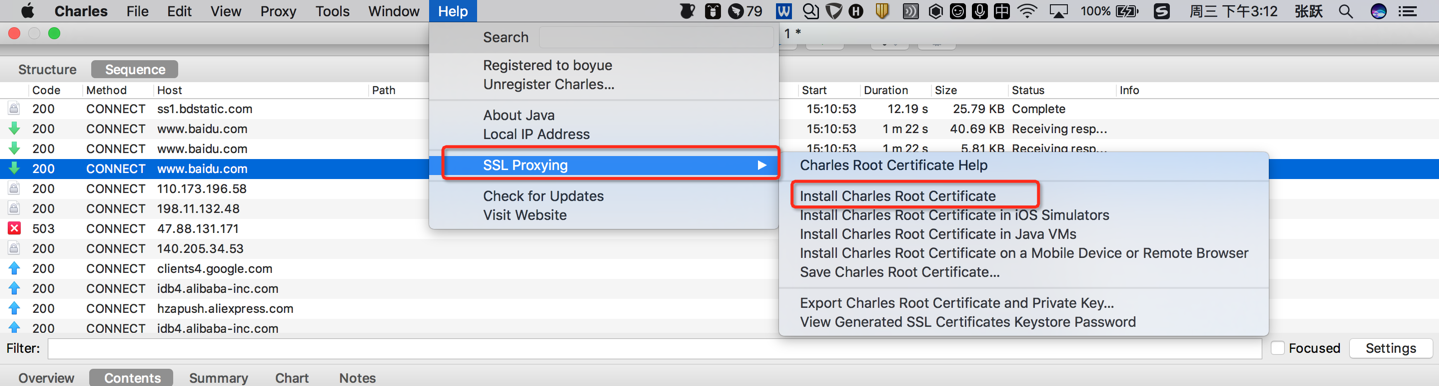 Charles File Edit View Proxy Tools Window Help 79 W H 中 100% S 周三 下午3:12 张跃
1 *
Search
Registered to boyue
Unregister Charles...
About Java
Local IP Address
SSL Proxying
Check for Updates
Visit Website
Charles Root Certificate Help
Install Charles Root Certificate
Install Charles Root Certificate in iOS Simulators
Install Charles Root Certificate in Java VMs
Install Charles Root Certificate on a Mobile Device or Remote Browser
Save Charles Root Certificate...
Export Charles Root Certificate and Private Key...
View Generated SSL Certificates Keystore Password
Structure Sequence
Code Method Host Path Start Duration Size Status Info
200 CONNECT ss1.bdstatic.com 15:10:53 12.19 s 25.79 KB Complete
200 CONNECT www.baidu.com 15:10:53 1 m 22 s 40.69 KB Receiving resp...
200 CONNECT www.baidu.com 15:10:53 1 m 22 s 5.81 KB Receiving resp...
200 CONNECT www.baidu.com
200 CONNECT 110.173.196.58
200 CONNECT 198.11.132.48
503 CONNECT 47.88.131.171
200 CONNECT 140.205.34.53
200 CONNECT clients4.google.com
200 CONNECT idb4.alibaba-inc.com
200 CONNECT hzapush.aliexpress.com
200 CONNECT idb4.alibaba-inc.com
Filter: Focused Settings
Overview Contents Summary Chart Notes